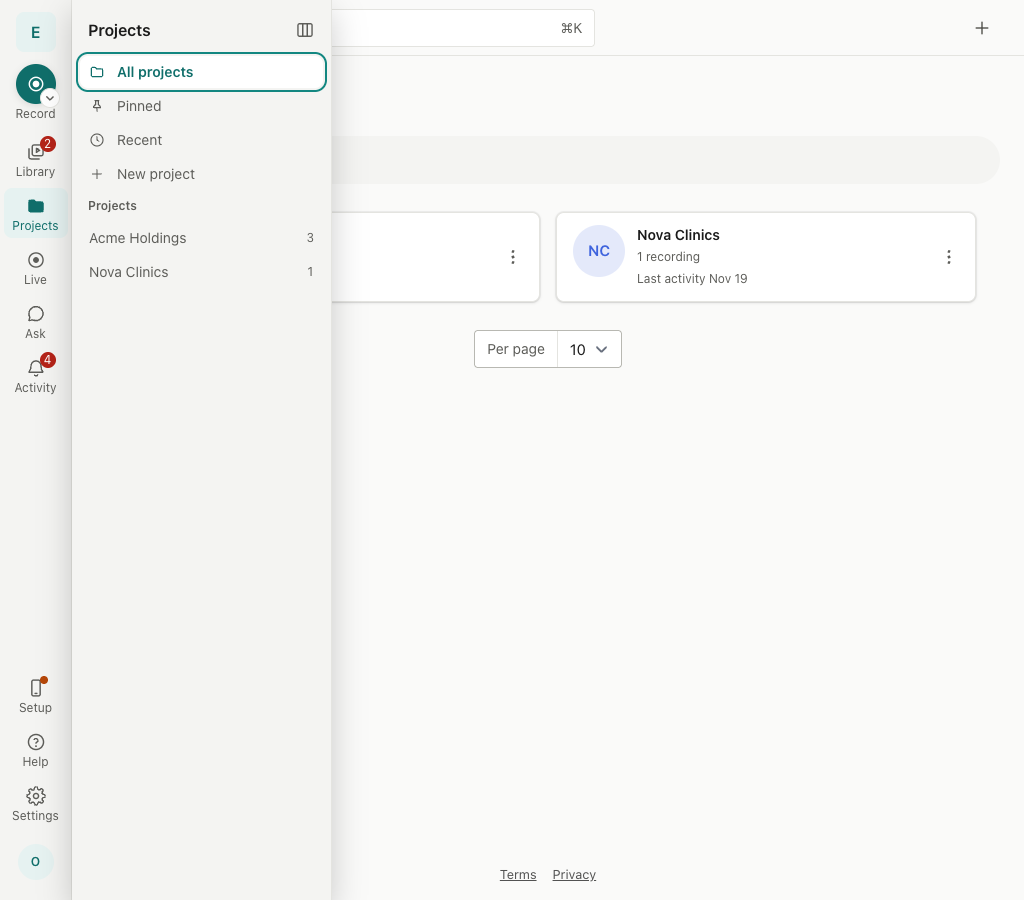 E
Record
2
Library
Projects
Live
Ask
4
Activity
Setup
Help
Settings
O
Projects
All projects
Pinned
Recent
New project
Projects
Acme Holdings 3
Nova Clinics 1
⌘K
NC
Nova Clinics
1 recording
Last activity Nov 19
Per page 10
Terms Privacy